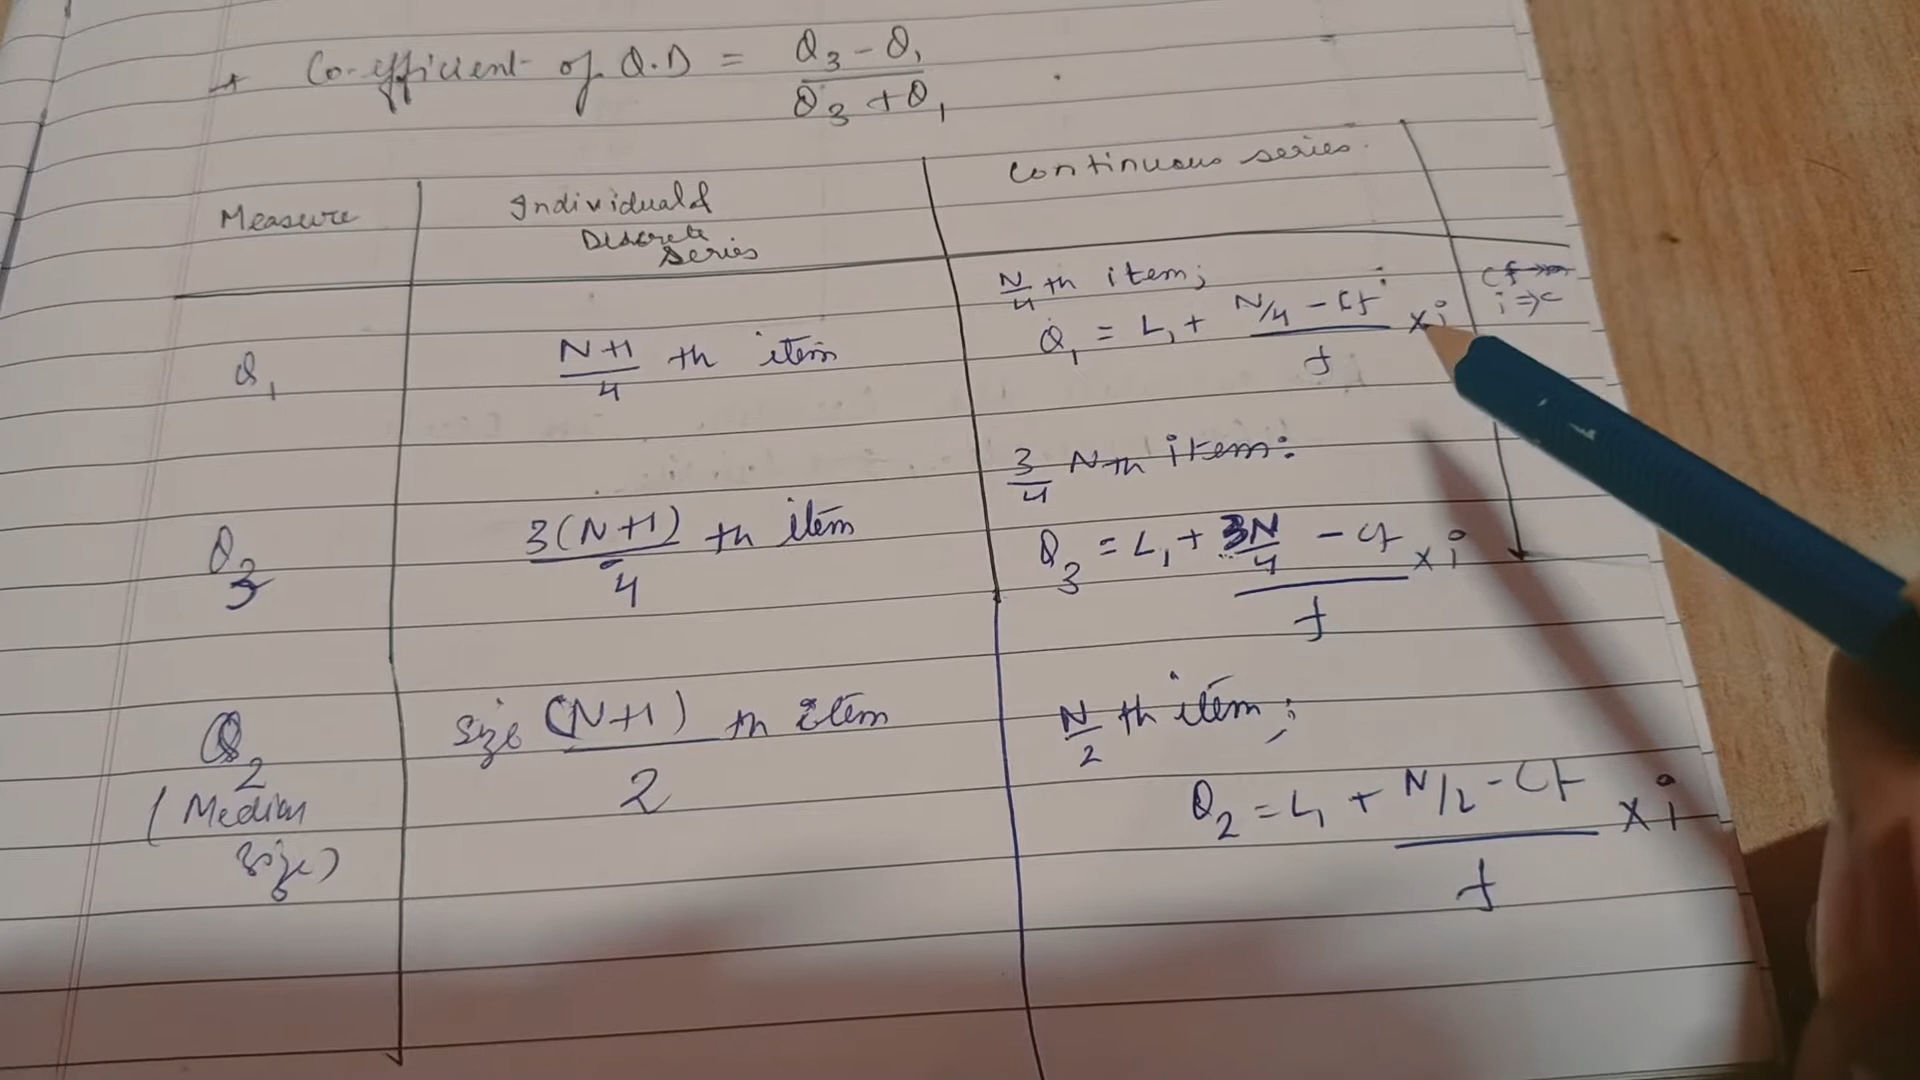 → Co-efficient of Q.D = Q₃ - Q₁ / Q₃ + Q₁
Measure
Individual &
Discrete
Series
Continuous series.
Q₁
N+1/4 th item
N/4 th item;
Q₁ = L₁ + N/4 - Cf / f × i
i ⇒ c
Q₃
3(N+1)/4 th item
3/4 N th item:
Q₃ = L₁ + 3N/4 - Cf / f × i
Q₂
(Median
size)
Size (N+1)/2 th item
N/2 th item;
Q₂ = L₁ + N/2 - Cf / f × i